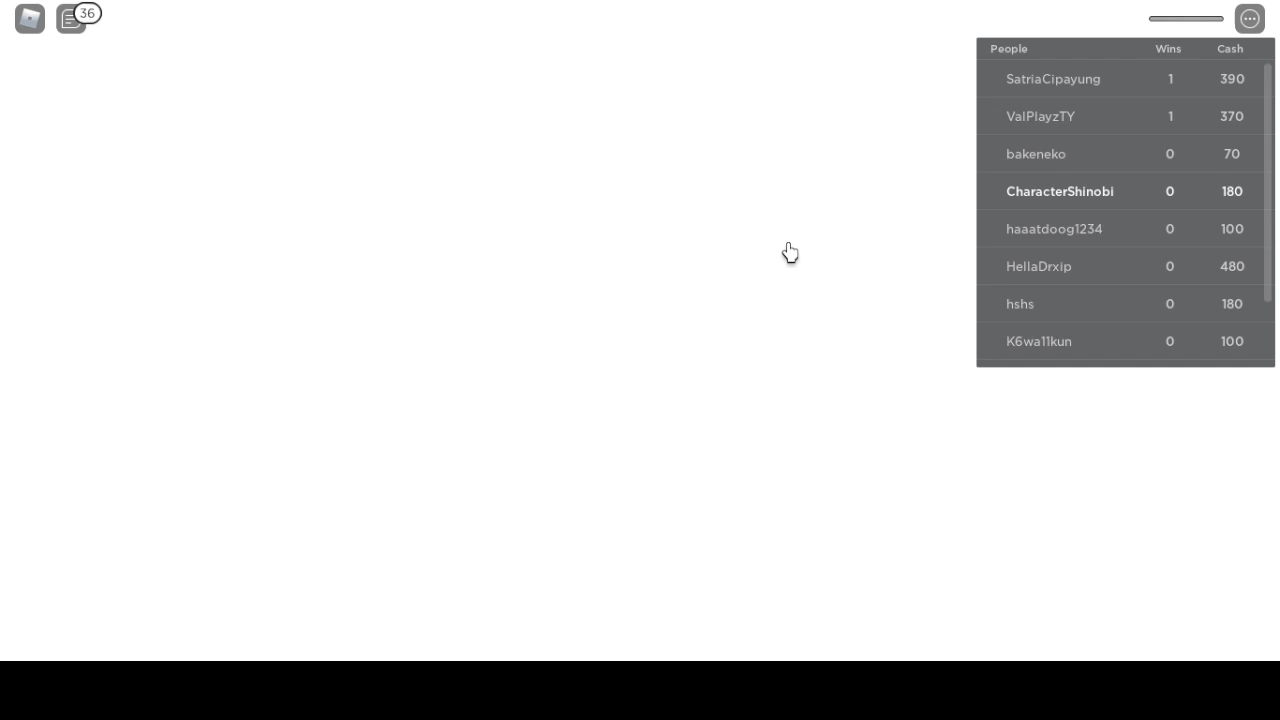 36
People Wins Cash
SatriaCipayung 1 390
ValPlayzTY 1 370
bakeneko 0 70
CharacterShinobi 0 180
haaatdoog1234 0 100
HellaDrxip 0 480
hshs 0 180
K6wa11kun 0 100